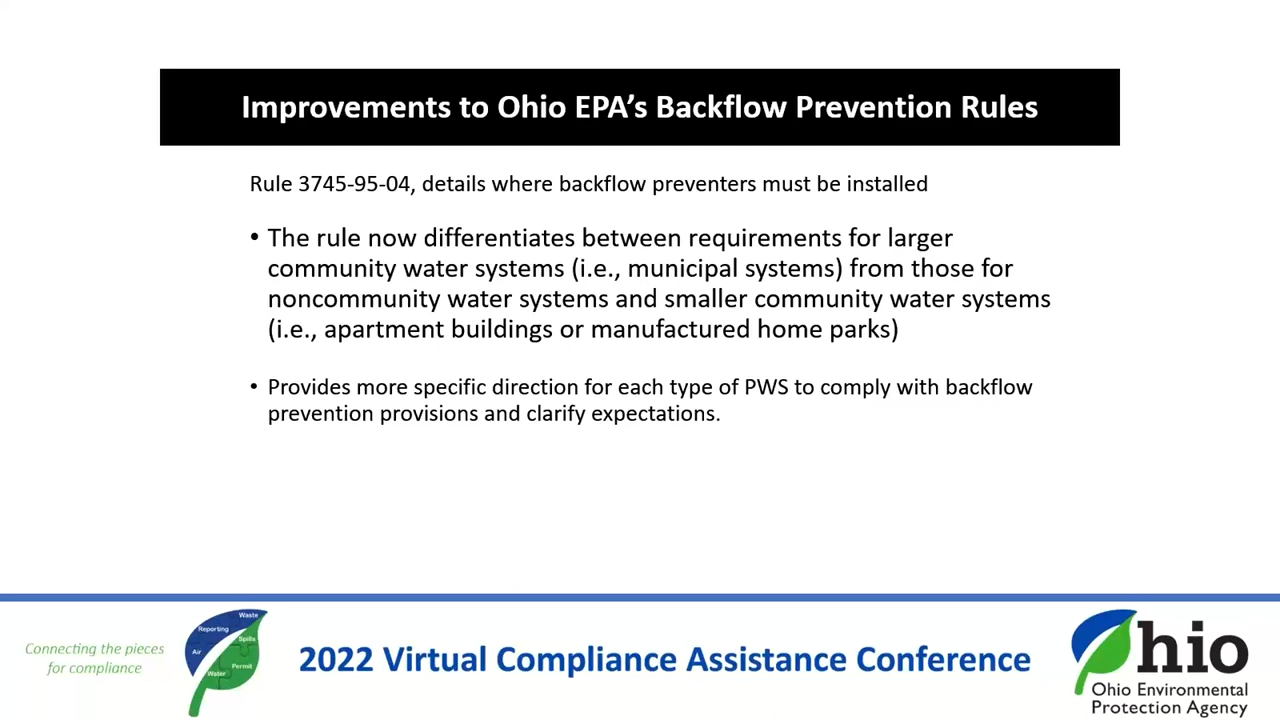 Improvements to Ohio EPA’s Backflow Prevention Rules
Rule 3745-95-04, details where backflow preventers must be installed
• The rule now differentiates between requirements for larger
community water systems (i.e., municipal systems) from those for
noncommunity water systems and smaller community water systems
(i.e., apartment buildings or manufactured home parks)
• Provides more specific direction for each type of PWS to comply with backflow
prevention provisions and clarify expectations.
Connecting the pieces
for compliance
Waste
Reporting
Spills
Air
Permit
Water
2022 Virtual Compliance Assistance Conference
Ohio
Ohio Environmental
Protection Agency